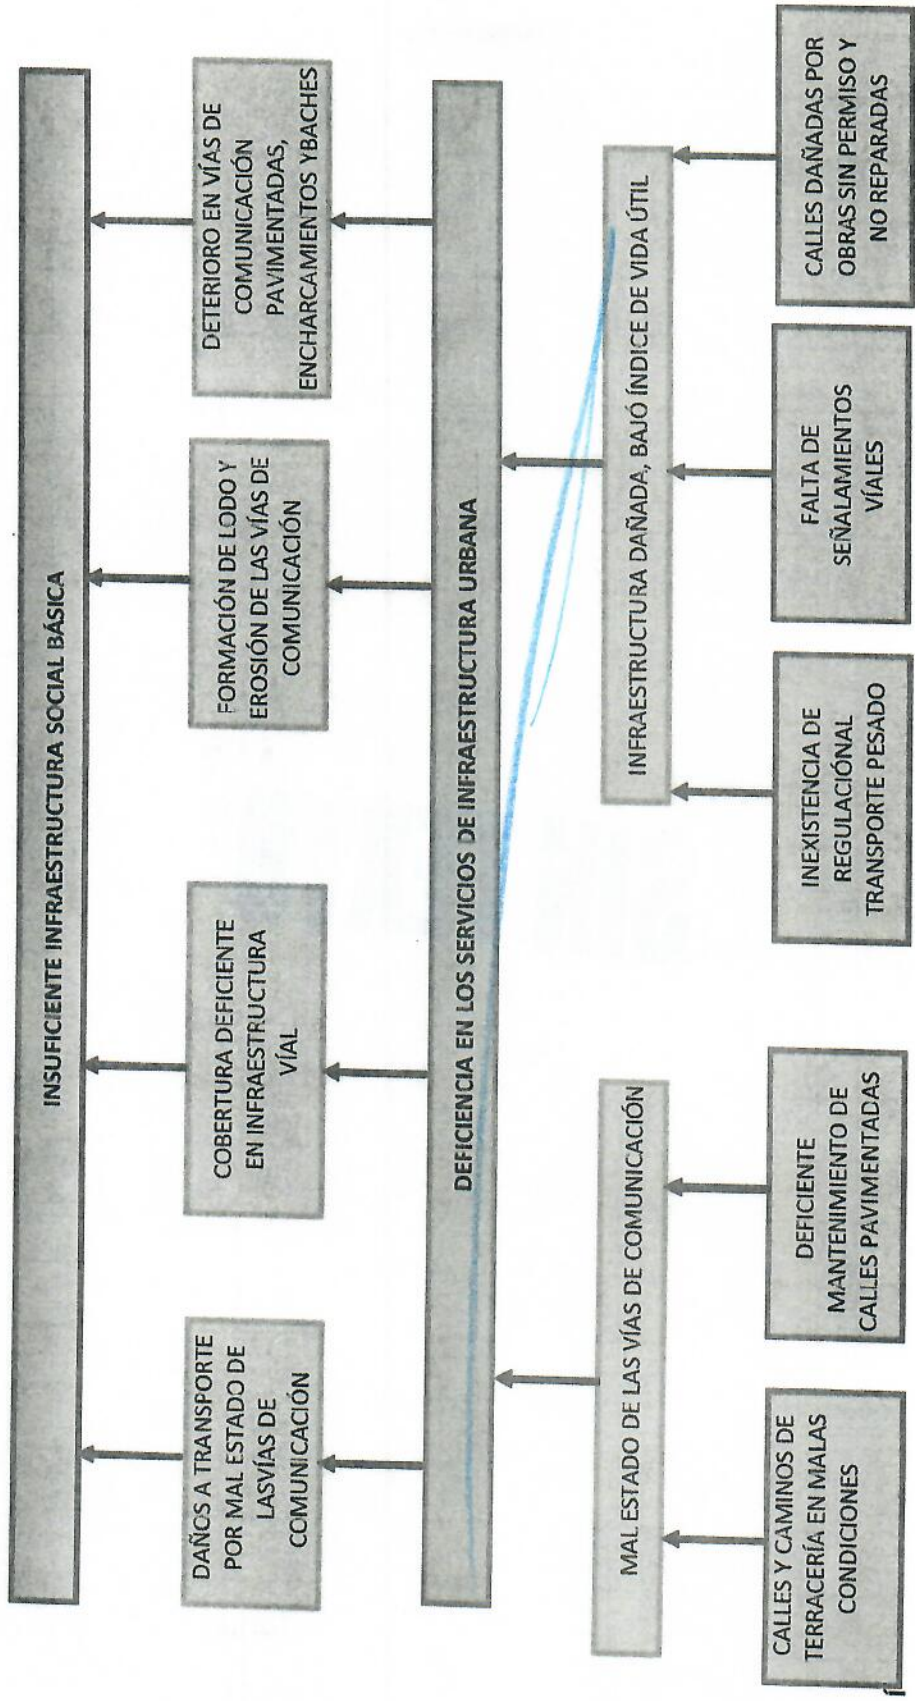 INSUFICIENTE INFRAESTRUCTURA SOCIAL BÁSICA
DAÑOS A TRANSPORTE
POR MAL ESTADO DE
LASVÍAS DE
COMUNICACIÓN
COBERTURA DEFICIENTE
EN INFRAESTRUCTURA
VÍAL
FORMACIÓN DE LODO Y
EROSIÓN DE LAS VÍAS DE
COMUNICACIÓN
DETERIORO EN VÍAS DE
COMUNICACIÓN
PAVIMENTADAS,
ENCHARCAMIENTOS YBACHES
DEFICIENCIA EN LOS SERVICIOS DE INFRAESTRUCTURA URBANA
MAL ESTADO DE LAS VÍAS DE COMUNICACIÓN
INFRAESTRUCTURA DAÑADA, BAJÓ ÍNDICE DE VIDA ÚTIL
CALLES Y CAMINOS DE
TERRACERÍA EN MALAS
CONDICIONES
DEFICIENTE
MANTENIMIENTO DE
CALLES PAVIMENTADAS
INEXISTENCIA DE
REGULACIÓNAL
TRANSPORTE PESADO
FALTA DE
SEÑALAMIENTOS
VÍALES
CALLES DAÑADAS POR
OBRAS SIN PERMISO Y
NO REPARADAS
Í